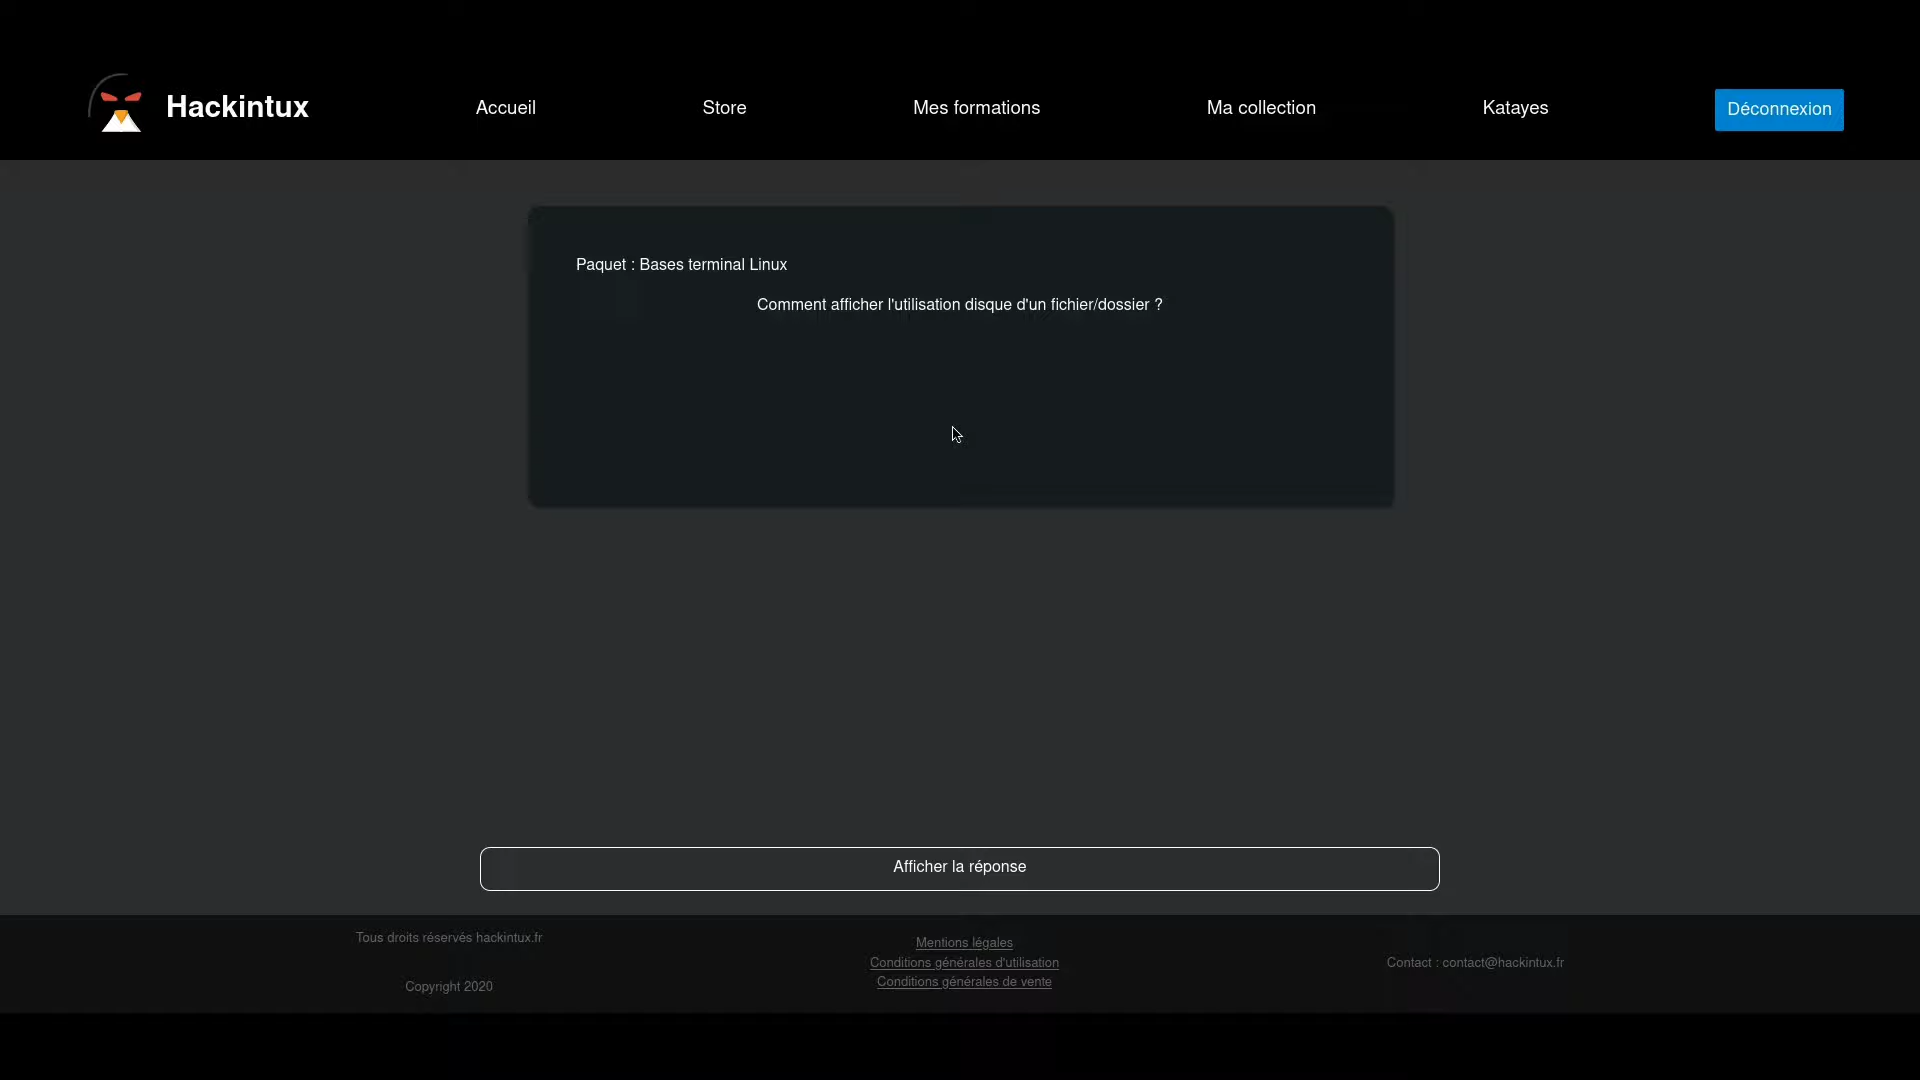 Hackintux
Accueil
Store
Mes formations
Ma collection
Katayes
Déconnexion
Paquet : Bases terminal Linux
Comment afficher l'utilisation disque d'un fichier/dossier ?
Afficher la réponse
Tous droits réservés hackintux.fr
Copyright 2020
Mentions légales
Conditions générales d'utilisation
Conditions générales de vente
Contact : contact@hackintux.fr